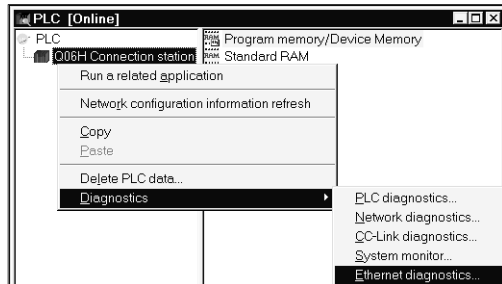 PLC [Online]
PLC
Program memory/Device Memory
Q06H Connection station
Standard RAM
Run a related application
Network configuration information refresh
Copy
Paste
Delete PLC data...
Diagnostics
PLC diagnostics...
Network diagnostics...
CC-Link diagnostics...
System monitor...
Ethernet diagnostics...